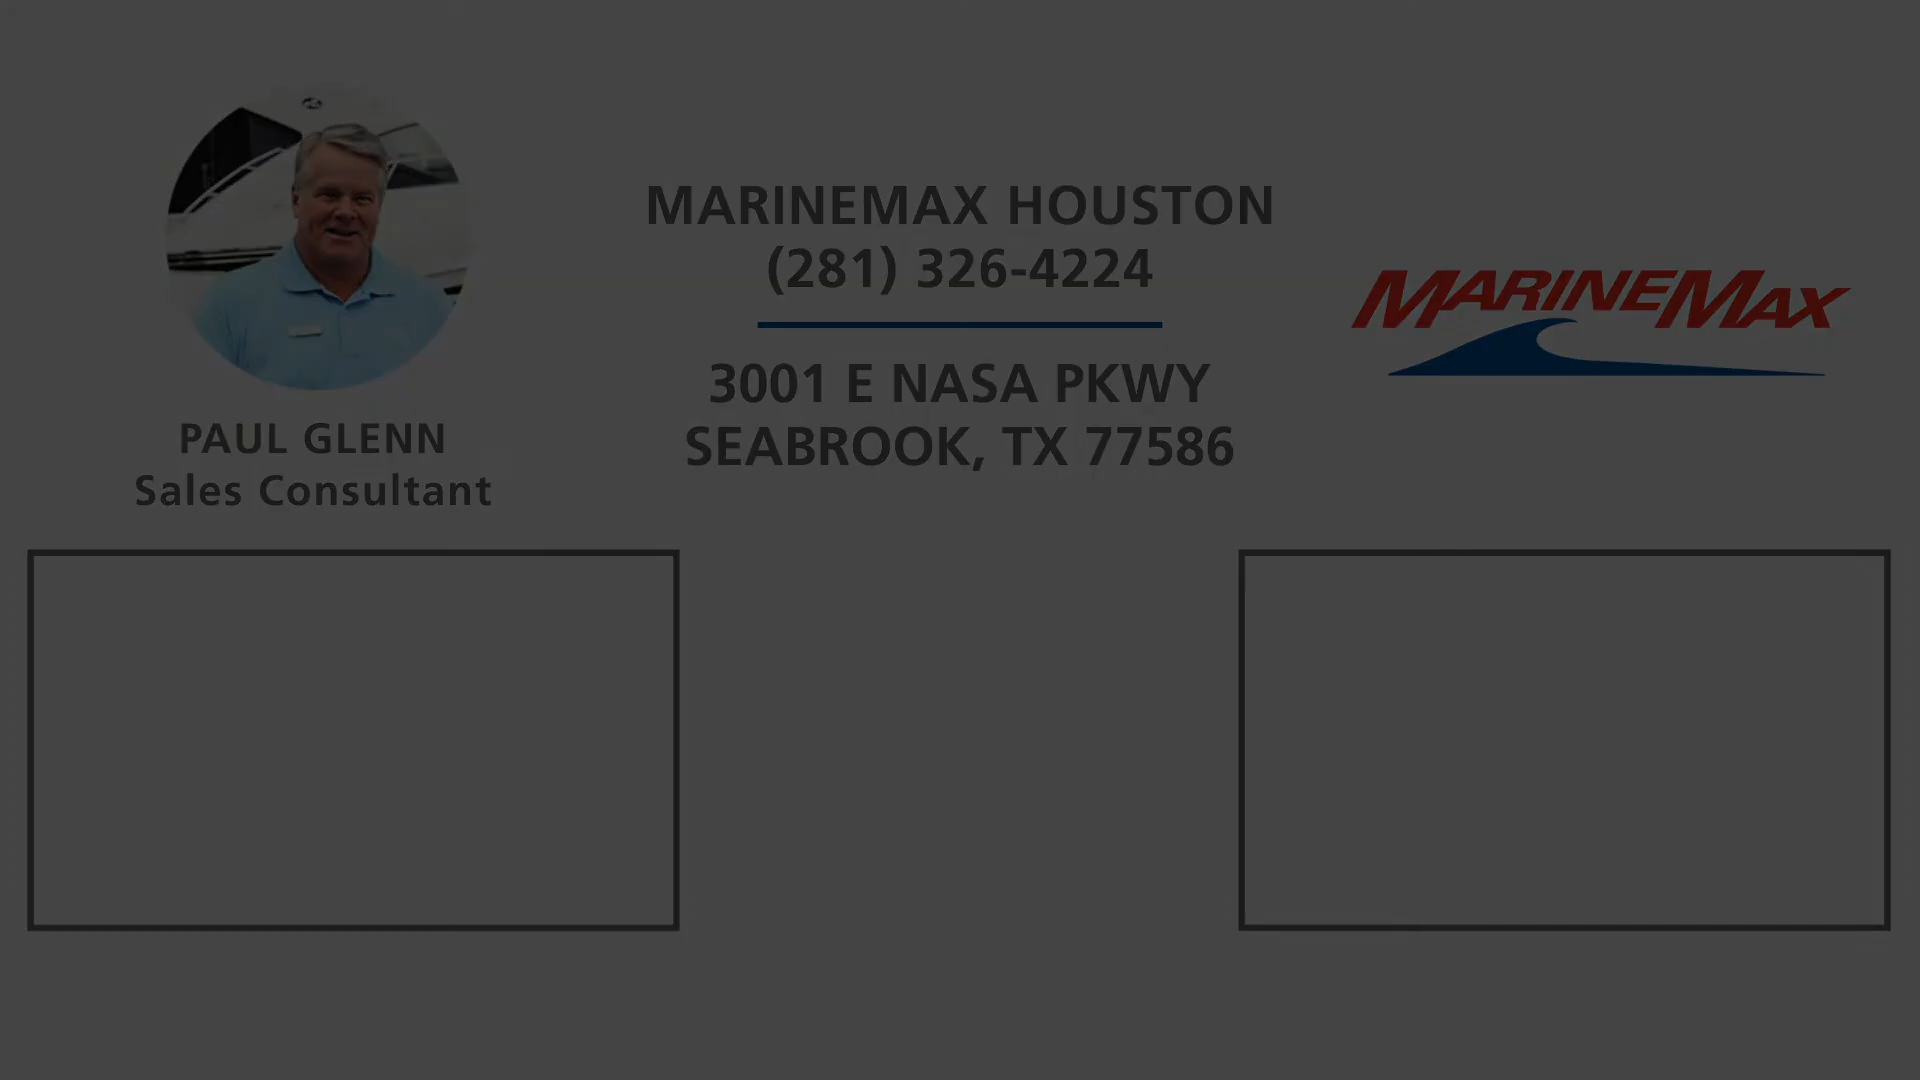 MARINEMAX HOUSTON
(281) 326-4224
3001 E NASA PKWY
SEABROOK, TX 77586
MARINEMAX
PAUL GLENN
Sales Consultant